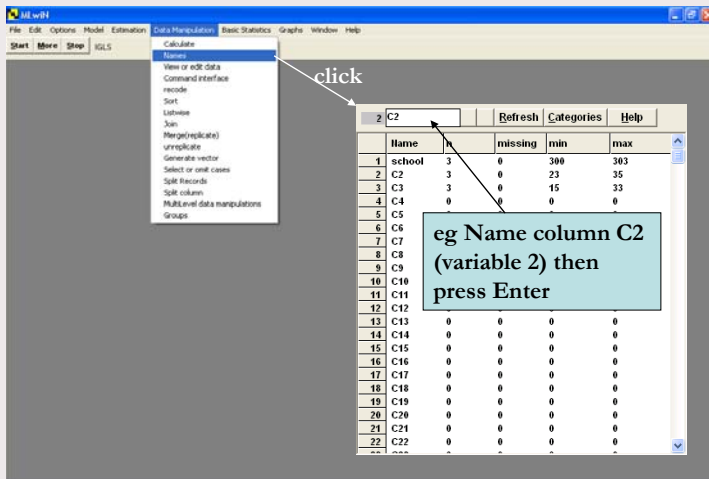 MLwiN
File Edit Options Model Estimation Data Manipulation Basic Statistics Graphs Window Help
Start More Stop IGLS
Calculate
Names
View or edit data
Command interface
recode
Sort
Listwise
Join
Merge(replicate)
unreplicate
Generate vector
Select or omit cases
Split Records
Split column
MultiLevel data manipulations
Groups
click
2 C2 Refresh Categories Help
Name n missing min max
1 school 3 0 300 303
2 C2 3 0 23 35
3 C3 3 0 15 33
4 C4 0 0 0 0
5 C5
6 C6
7 C7
8 C8
9 C9
10 C10
11 C11
12 C12
eg Name column C2
(variable 2) then
press Enter
13 C13 0 0 0 0
14 C14 0 0 0 0
15 C15 0 0 0 0
16 C16 0 0 0 0
17 C17 0 0 0 0
18 C18 0 0 0 0
19 C19 0 0 0 0
20 C20 0 0 0 0
21 C21 0 0 0 0
22 C22 0 0 0 0